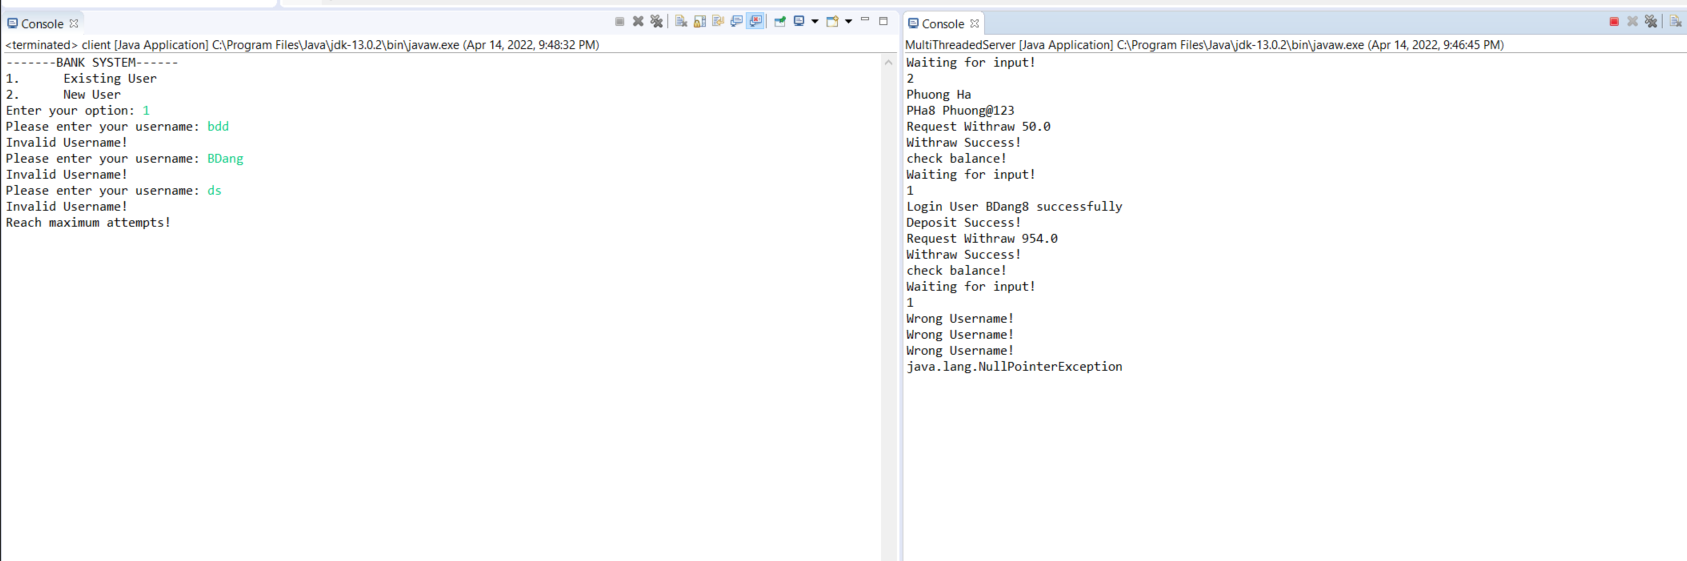 Console
<terminated> client [Java Application] C:\Program Files\Java\jdk-13.0.2\bin\javaw.exe (Apr 14, 2022, 9:48:32 PM)
-------BANK SYSTEM------
1.      Existing User
2.      New User
Enter your option: 1
Please enter your username: bdd
Invalid Username!
Please enter your username: BDang
Invalid Username!
Please enter your username: ds
Invalid Username!
Reach maximum attempts!
Console
MultiThreadedServer [Java Application] C:\Program Files\Java\jdk-13.0.2\bin\javaw.exe (Apr 14, 2022, 9:46:45 PM)
Waiting for input!
2
Phuong Ha
PHa8 Phuong@123
Request Withraw 50.0
Withraw Success!
check balance!
Waiting for input!
1
Login User BDang8 successfully
Deposit Success!
Request Withraw 954.0
Withraw Success!
check balance!
Waiting for input!
1
Wrong Username!
Wrong Username!
Wrong Username!
java.lang.NullPointerException